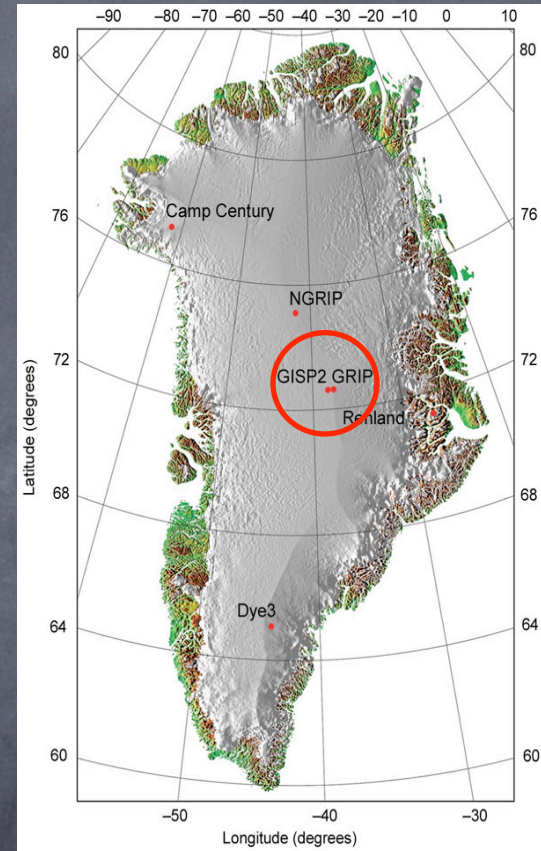 −90 −80 −70 −60 −50 −40 −30 −20 −10 0 10
80 80
Camp Century
76 76
NGRIP
72 72
GISP2 GRIP
Renland
Latitude (degrees)
68 68
Dye3
64 64
60 60
−50 −40 −30
Longitude (degrees)